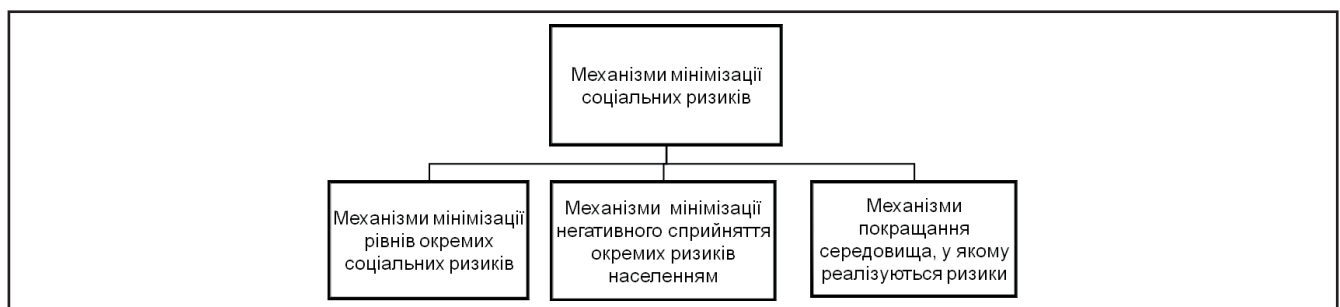 Механізми мінімізації
соціальних ризиків
Механізми мінімізації
рівнів окремих
соціальних ризиків
Механізми мінімізації
негативного сприйняття
окремих ризиків
населенням
Механізми
покращання
середовища, у якому
реалізуються ризики